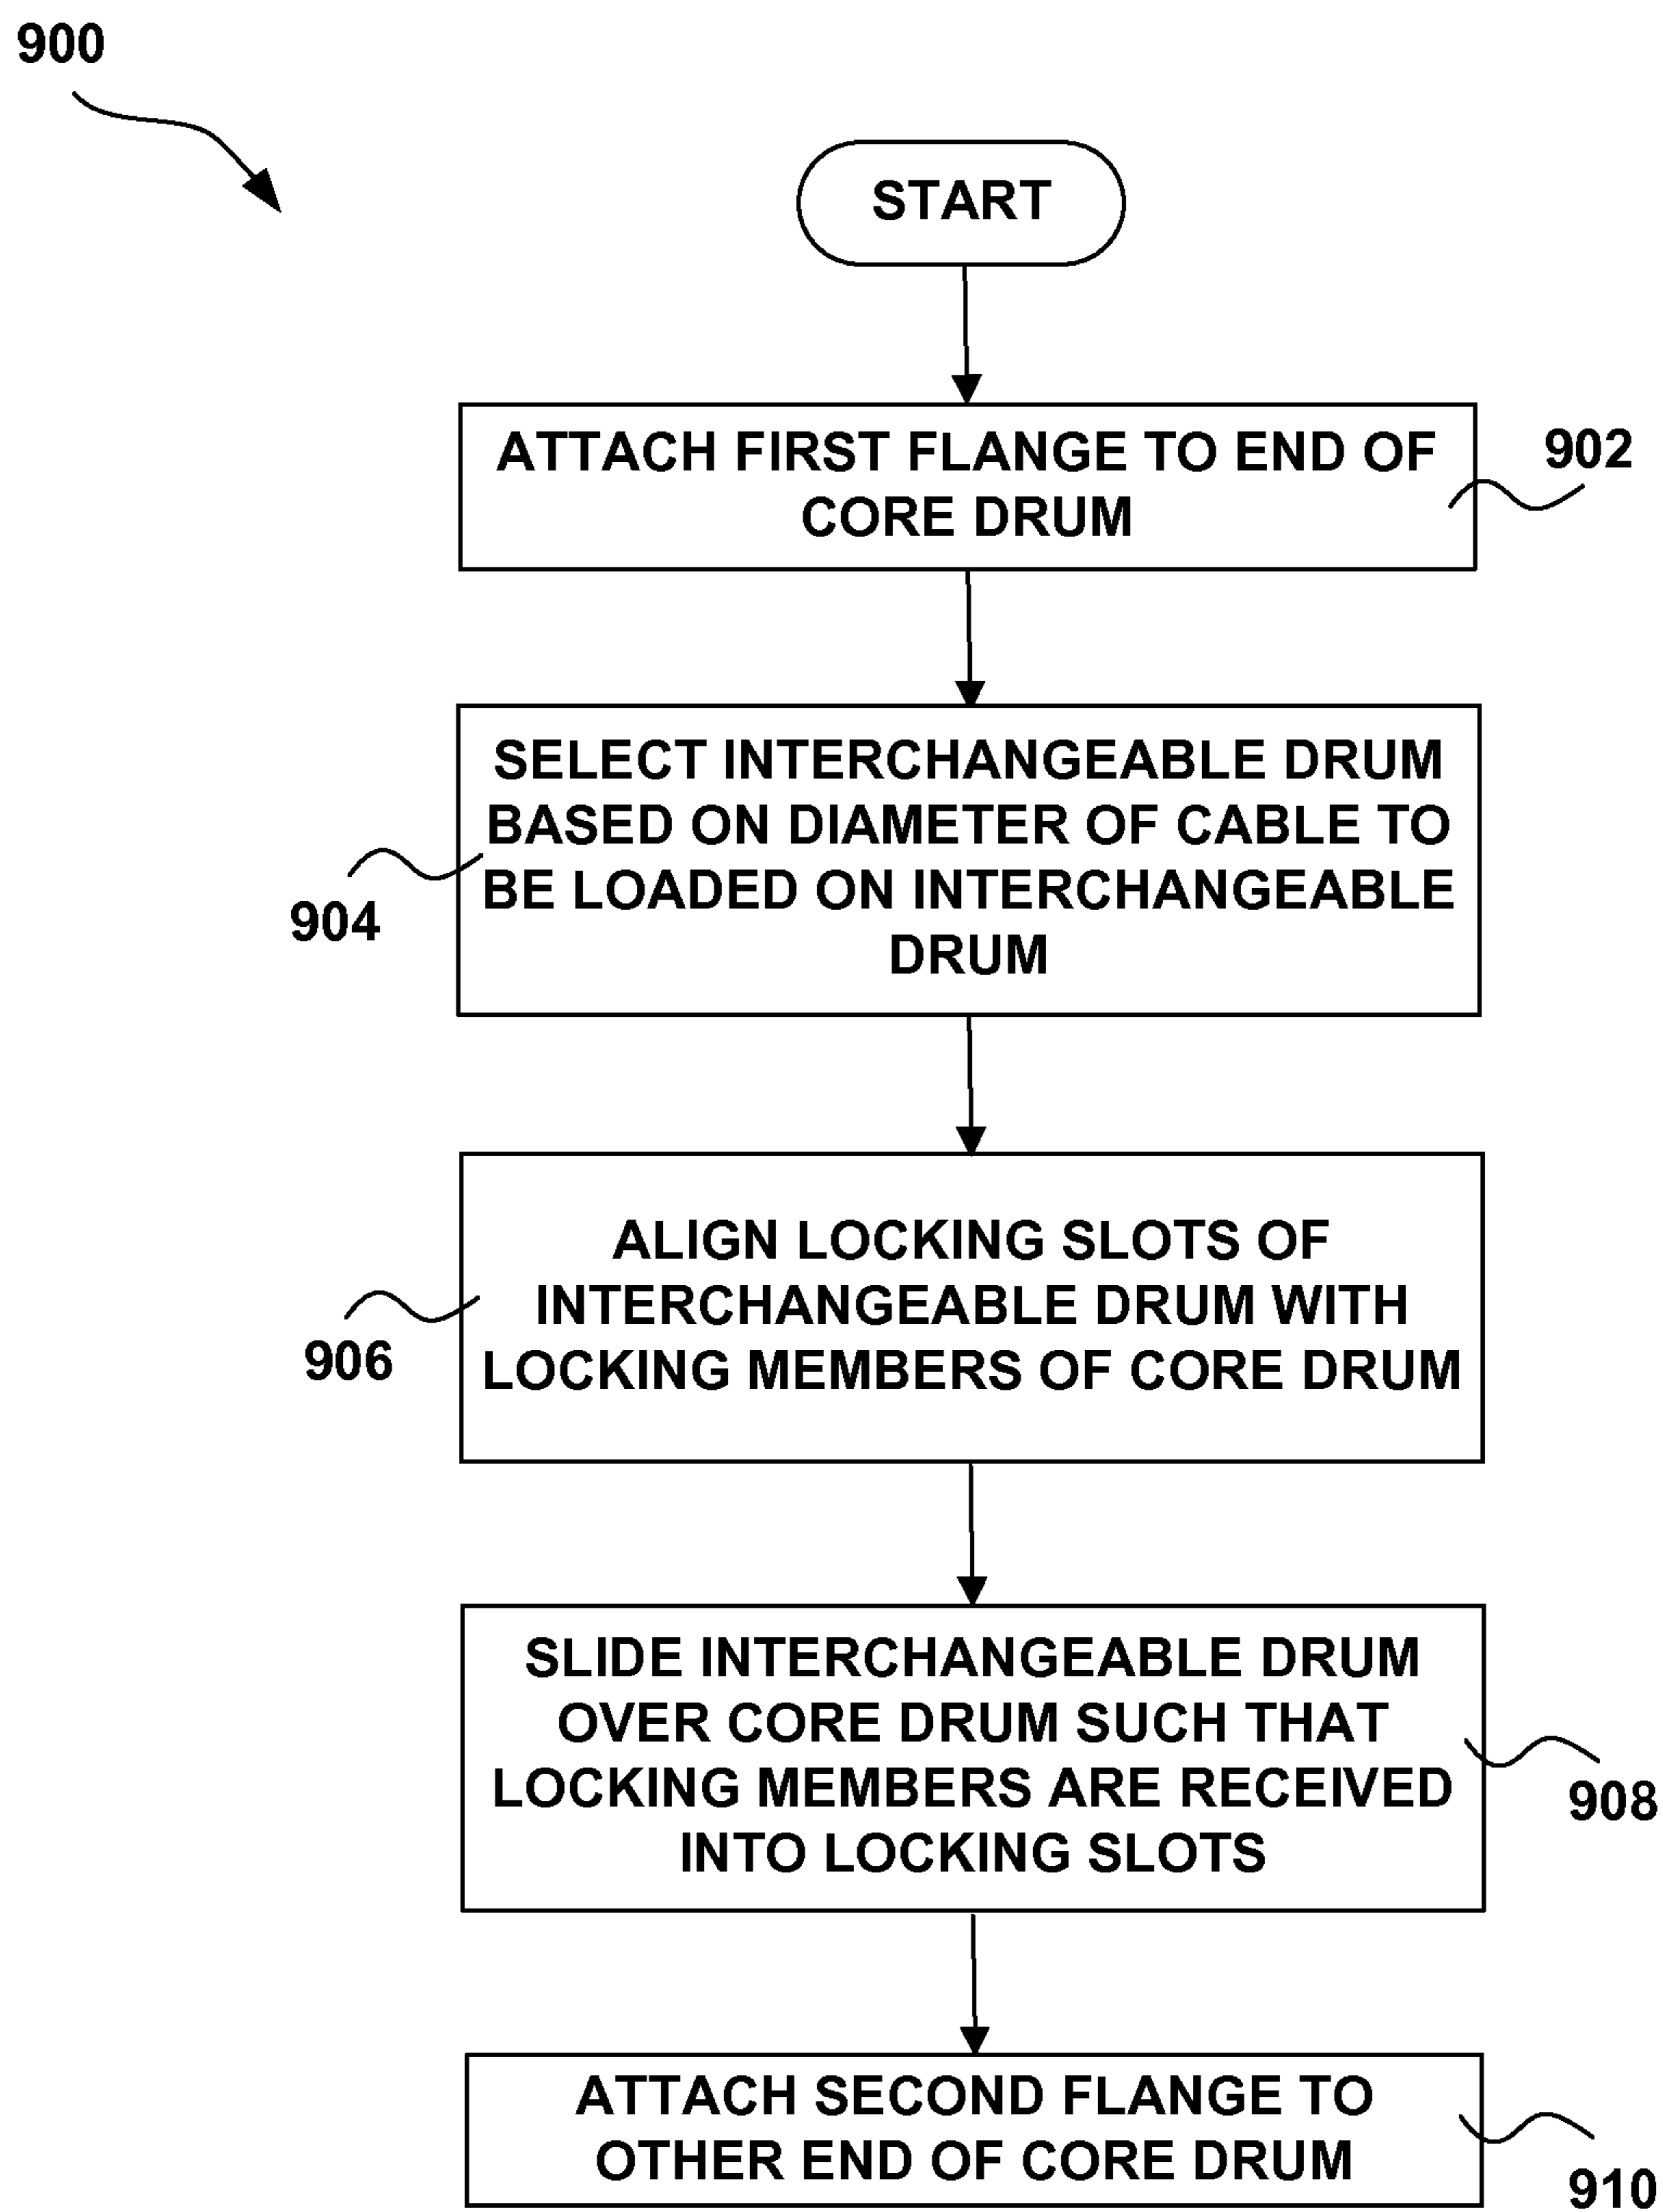 900
START
ATTACH FIRST FLANGE TO END OF
CORE DRUM
902
SELECT INTERCHANGEABLE DRUM
BASED ON DIAMETER OF CABLE TO
BE LOADED ON INTERCHANGEABLE
DRUM
904
ALIGN LOCKING SLOTS OF
INTERCHANGEABLE DRUM WITH
LOCKING MEMBERS OF CORE DRUM
906
SLIDE INTERCHANGEABLE DRUM
OVER CORE DRUM SUCH THAT
LOCKING MEMBERS ARE RECEIVED
INTO LOCKING SLOTS
908
ATTACH SECOND FLANGE TO
OTHER END OF CORE DRUM
910